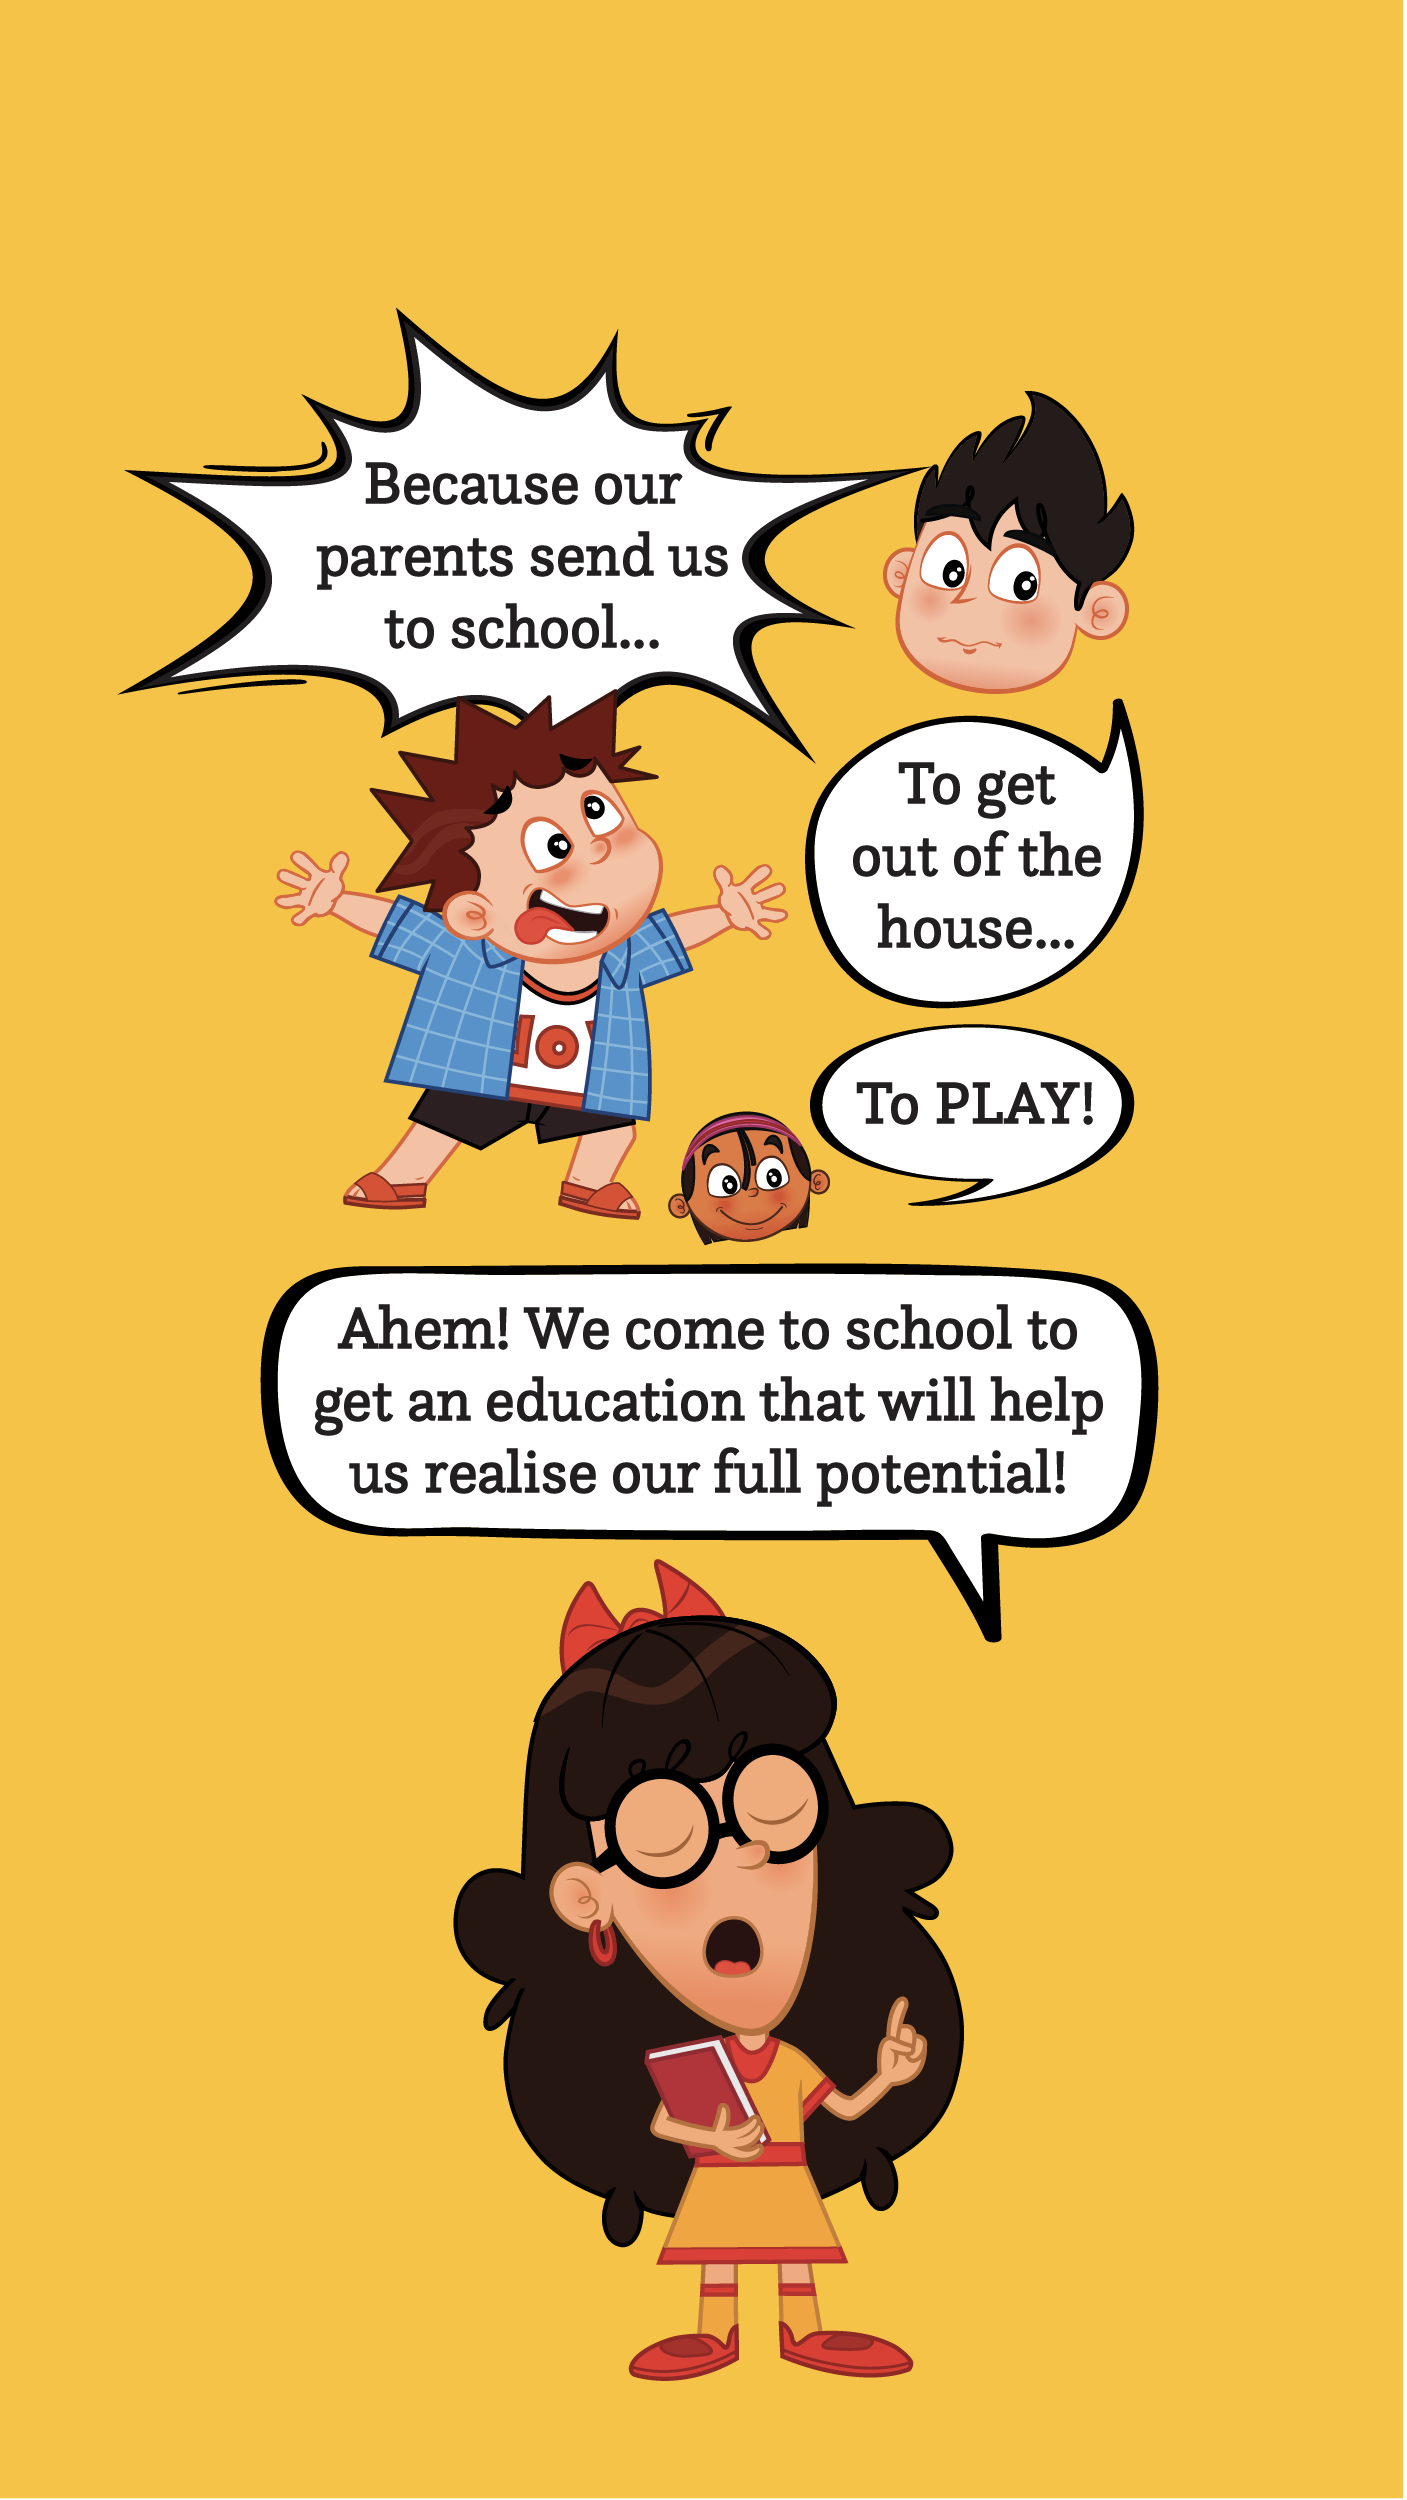 Because our
parents send us
to school...
To get
out of the
house...
To PLAY!
Ahem! We come to school to
get an education that will help
us realise our full potential!